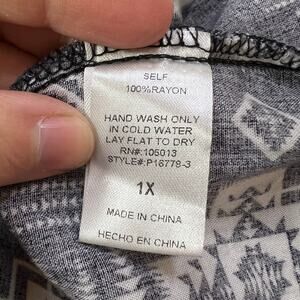 SELF
100%RAYON
HAND WASH ONLY
IN COLD WATER
LAY FLAT TO DRY
RN#:105013
STYLE#:P16778-3
1X
MADE IN CHINA
HECHO EN CHINA